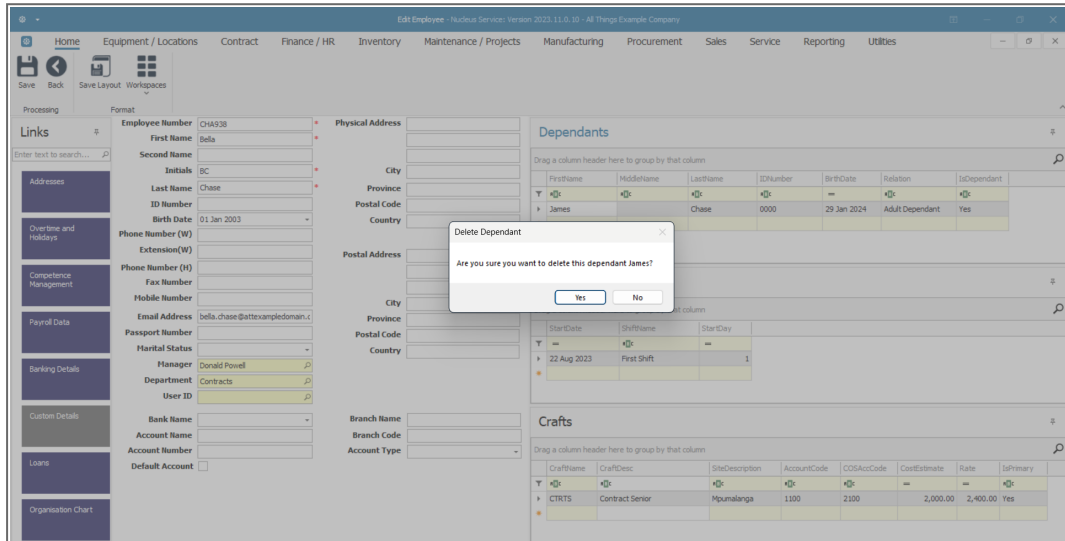 Edit Employee - Nucleus Service: Version 2023.11.0.10 - All Things Example Company
Home Equipment / Locations Contract Finance / HR Inventory Maintenance / Projects Manufacturing Procurement Sales Service Reporting Utilities
Save Back Save Layout Workspaces
Processing Format
Links
Enter text to search...
Addresses
Overtime and
Holidays
Competence
Management
Payroll Data
Banking Details
Custom Details
Loans
Organisation Chart
Employee Number CHA938 *
First Name Bella *
Second Name
Initials BC *
Last Name Chase *
ID Number
Birth Date 01 Jan 2003
Phone Number (W)
Extension(W)
Phone Number (H)
Fax Number
Mobile Number
Email Address bella.chase@attexampledomain.c
Passport Number
Marital Status
Manager Donald Powell
Department Contracts
User ID
Bank Name
Account Name
Account Number
Default Account
Physical Address
City
Province
Postal Code
Country
Postal Address
City
Province
Postal Code
Country
Branch Name
Branch Code
Account Type
Dependants
Drag a column header here to group by that column
FirstName MiddleName LastName IDNumber BirthDate Relation IsDependant
James Chase 0000 29 Jan 2024 Adult Dependant Yes
Delete Dependant
Are you sure you want to delete this dependant James?
Yes No
at column
StartDate ShiftName StartDay
22 Aug 2023 First Shift 1
Crafts
Drag a column header here to group by that column
CraftName CraftDesc SiteDescription AccountCode COSAccCode CostEstimate Rate IsPrimary
CTRTS Contract Senior Mpumalanga 1100 2100 2,000.00 2,400.00 Yes